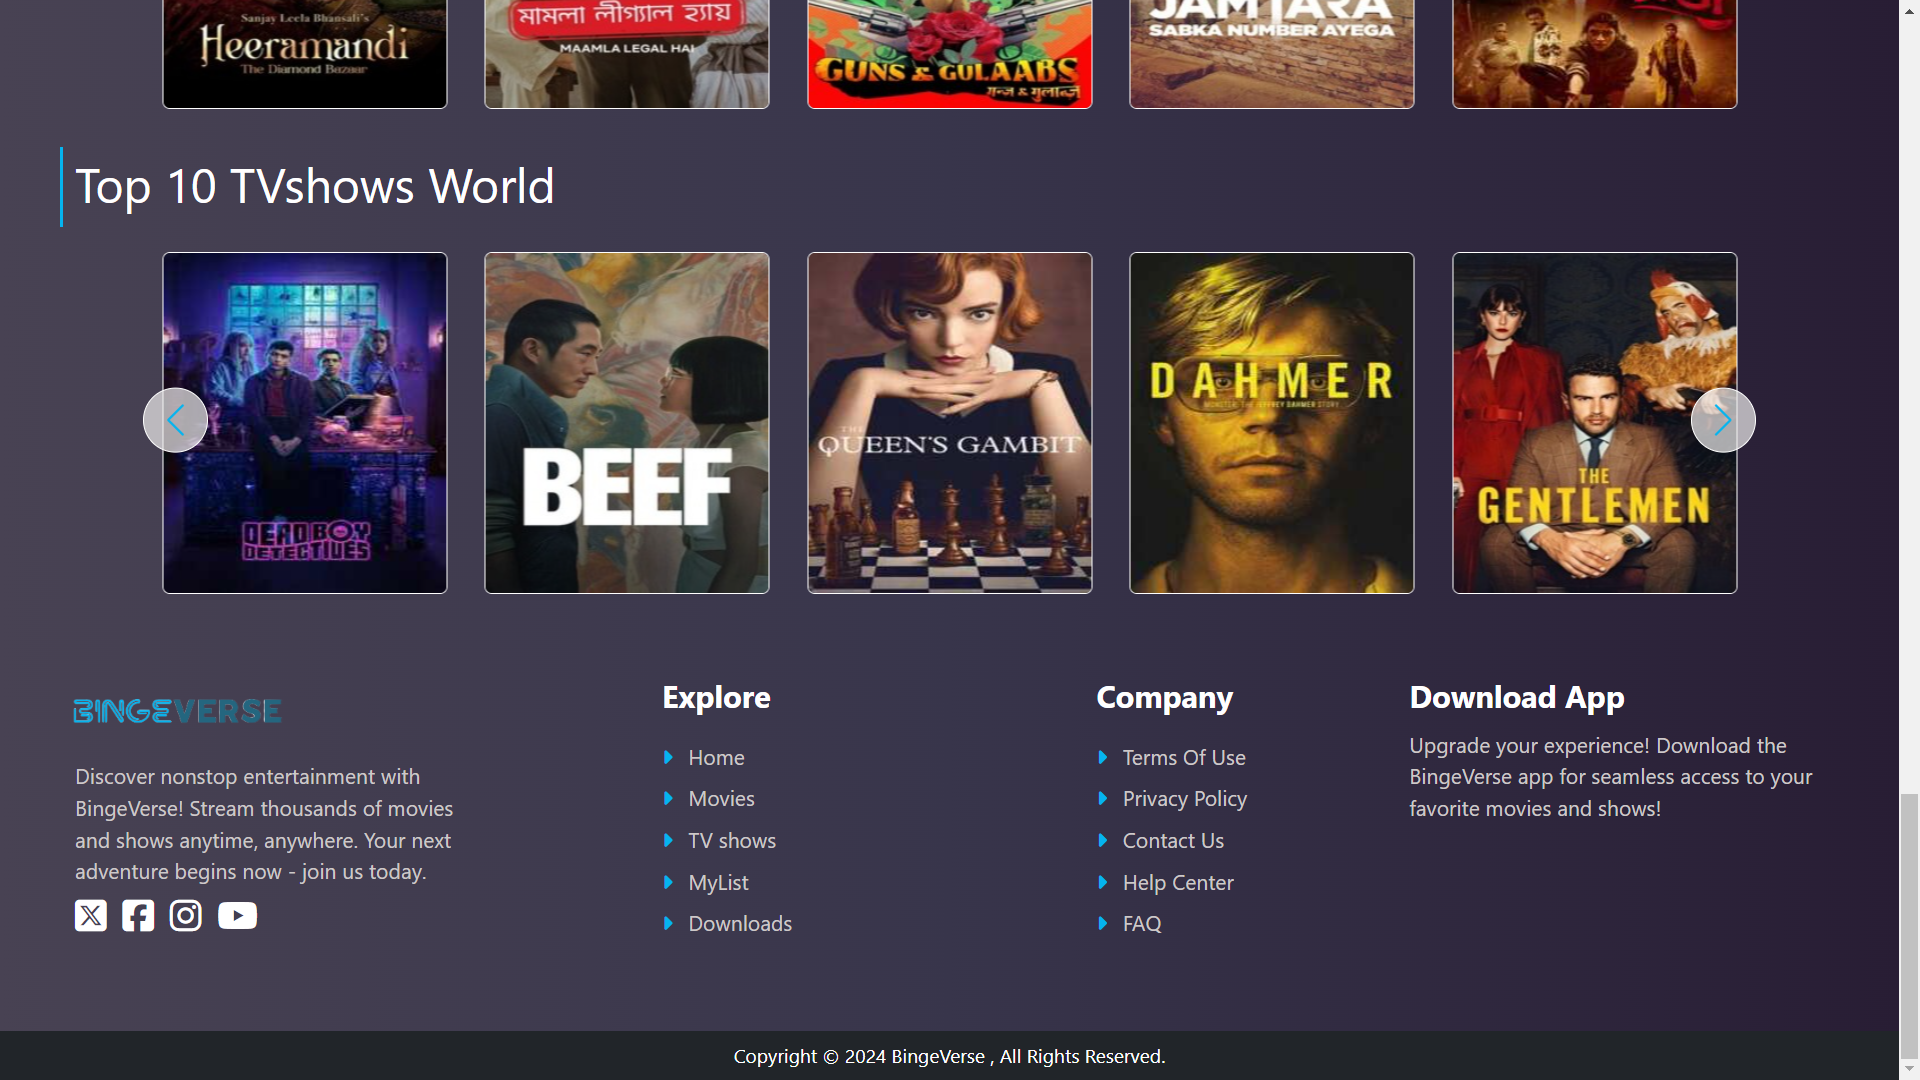 Sanjay Leela Bhansali's
Heeramandi
The Diamond Bazaar
মামলা লীগ্যাল হ্যায়
MAAMLA LEGAL HAI
GUNS & GULAABS
गन्ज़ & गुलाब्ज़
JAMTARA
SABKA NUMBER AYEGA
Top 10 TVshows World
DEAD BOY
DETECTIVES
BEEF
THE
QUEEN'S GAMBIT
DAHMER
MONSTER: THE JEFFREY DAHMER STORY
THE
GENTLEMEN
BINGEVERSE
Discover nonstop entertainment with
BingeVerse! Stream thousands of movies
and shows anytime, anywhere. Your next
adventure begins now - join us today.
Explore
Home
Movies
TV shows
MyList
Downloads
Company
Terms Of Use
Privacy Policy
Contact Us
Help Center
FAQ
Download App
Upgrade your experience! Download the
BingeVerse app for seamless access to your
favorite movies and shows!
Copyright © 2024 BingeVerse , All Rights Reserved.